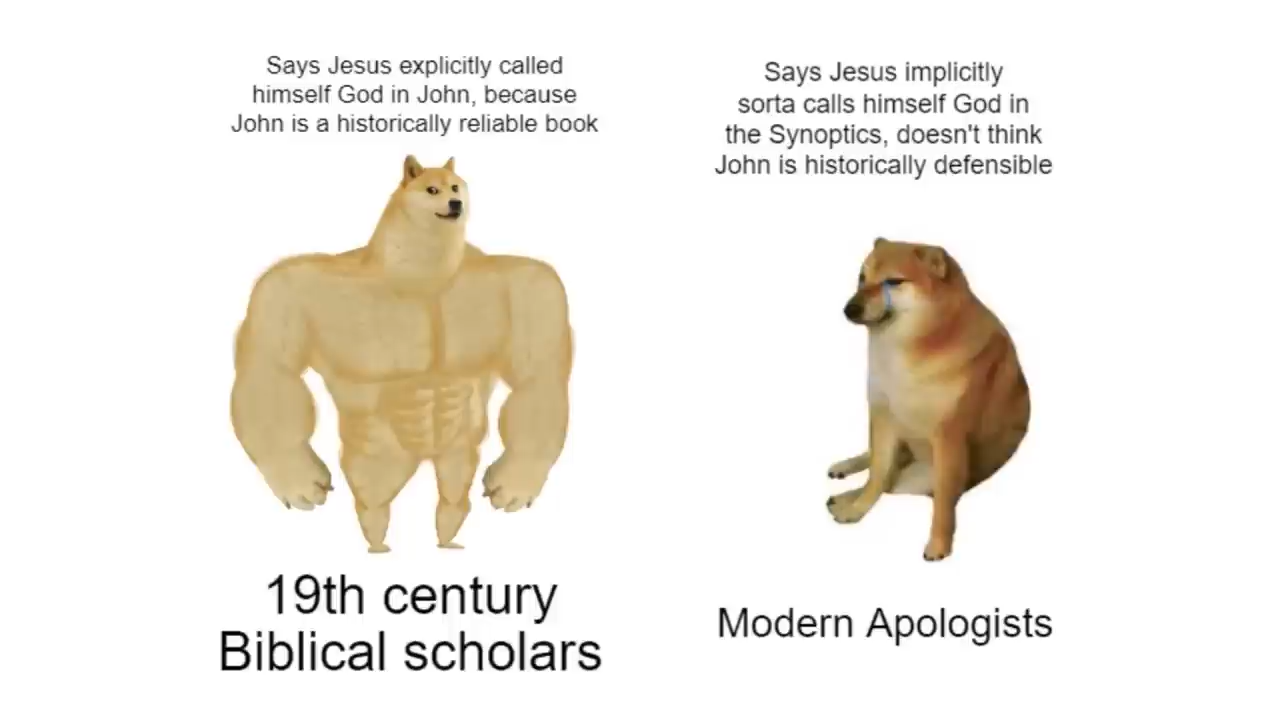 Says Jesus explicitly called
himself God in John, because
John is a historically reliable book
Says Jesus implicitly
sorta calls himself God in
the Synoptics, doesn't think
John is historically defensible
19th century
Biblical scholars
Modern Apologists